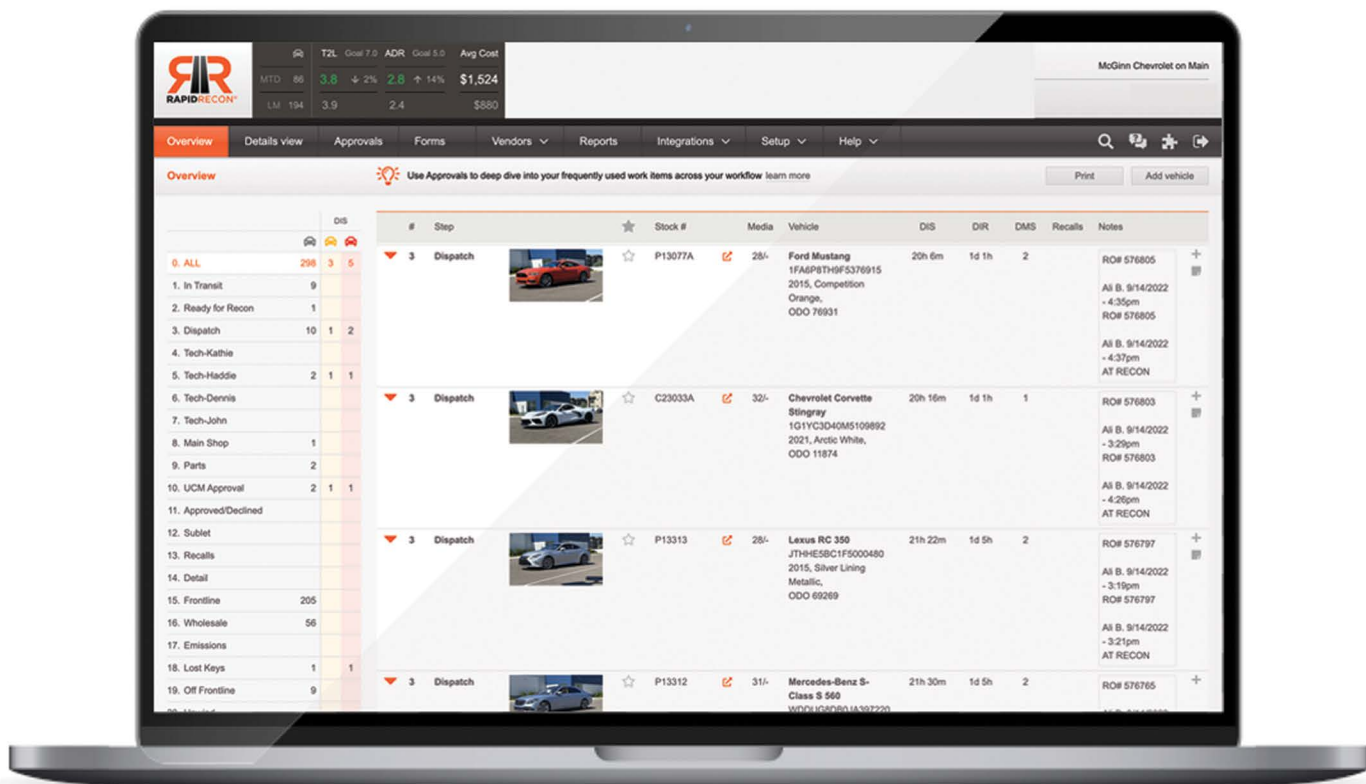 RAPIDRECON
T2L Goal 7.0 ADR Goal 5.0 Avg Cost
MTD 86 3.8 ↓ 2% 2.8 ↑ 14% $1,524
LM 194 3.9 2.4 $880
McGinn Chevrolet on Main
Overview Details view Approvals Forms Vendors Reports Integrations Setup Help
Overview
Use Approvals to deep dive into your frequently used work items across your workflow learn more
Print Add vehicle
DIS
0. ALL 298 3 5
1. In Transit 9
2. Ready for Recon 1
3. Dispatch 10 1 2
4. Tech-Kathie
5. Tech-Haddie 2 1 1
6. Tech-Dennis
7. Tech-John
8. Main Shop 1
9. Parts 2
10. UCM Approval 2 1 1
11. Approved/Declined
12. Sublet
13. Recalls
14. Detail
15. Frontline 205
16. Wholesale 56
17. Emissions
18. Lost Keys 1 1
19. Off Frontline 9
# Step Stock # Media Vehicle DIS DIR DMS Recalls Notes
3 Dispatch P13077A 28/- Ford Mustang 20h 6m 1d 1h 2
1FA6P8TH9F5376915
2015, Competition
Orange,
ODO 76931
RO# 576805
Ali B. 9/14/2022
- 4:35pm
RO# 576805
Ali B. 9/14/2022
- 4:37pm
AT RECON
3 Dispatch C23033A 32/- Chevrolet Corvette 20h 16m 1d 1h 1
Stingray
1G1YC3D40M5109892
2021, Arctic White,
ODO 11874
RO# 576803
Ali B. 9/14/2022
- 3:29pm
RO# 576803
Ali B. 9/14/2022
- 4:26pm
AT RECON
3 Dispatch P13313 28/- Lexus RC 350 21h 22m 1d 5h 2
JTHHE5BC1F5000480
2015, Silver Lining
Metallic,
ODO 69269
RO# 576797
Ali B. 9/14/2022
- 3:19pm
RO# 576797
Ali B. 9/14/2022
- 3:21pm
AT RECON
3 Dispatch P13312 31/- Mercedes-Benz S- 21h 30m 1d 5h 2
Class S 560
WDDUG8DB0JA397220
RO# 576765